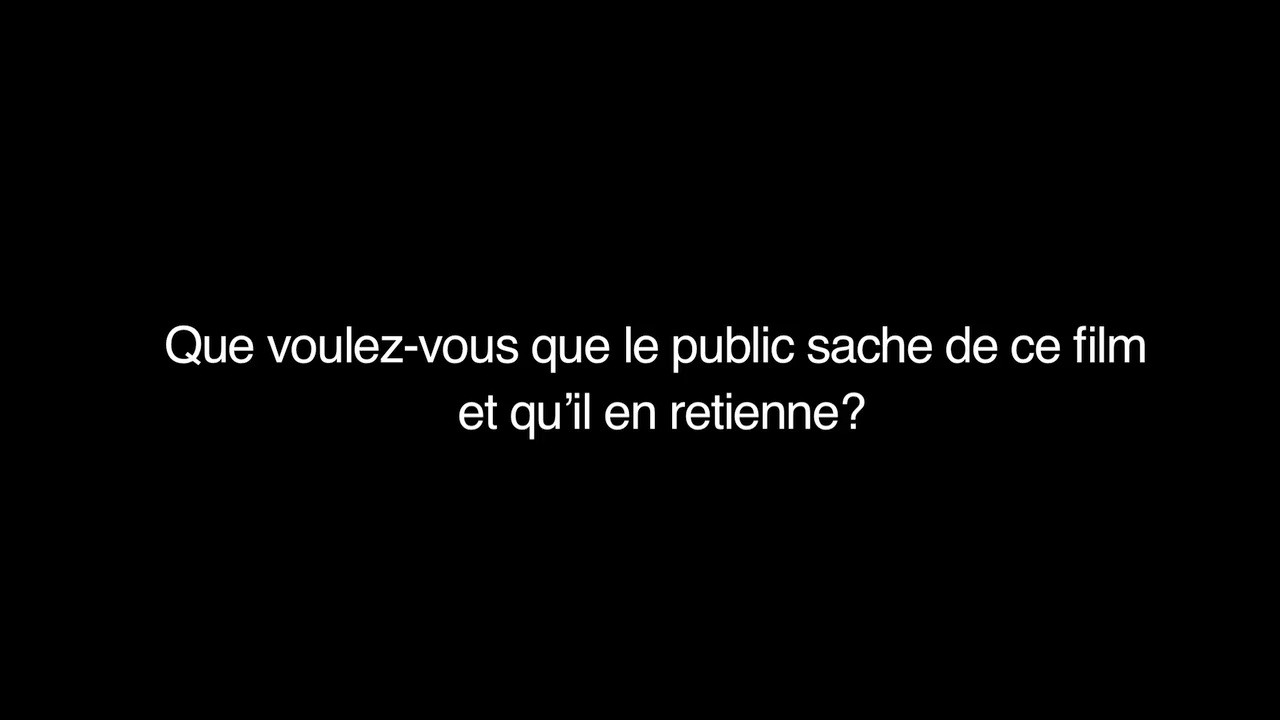 Que voulez-vous que le public sache de ce film
et qu’il en retienne?